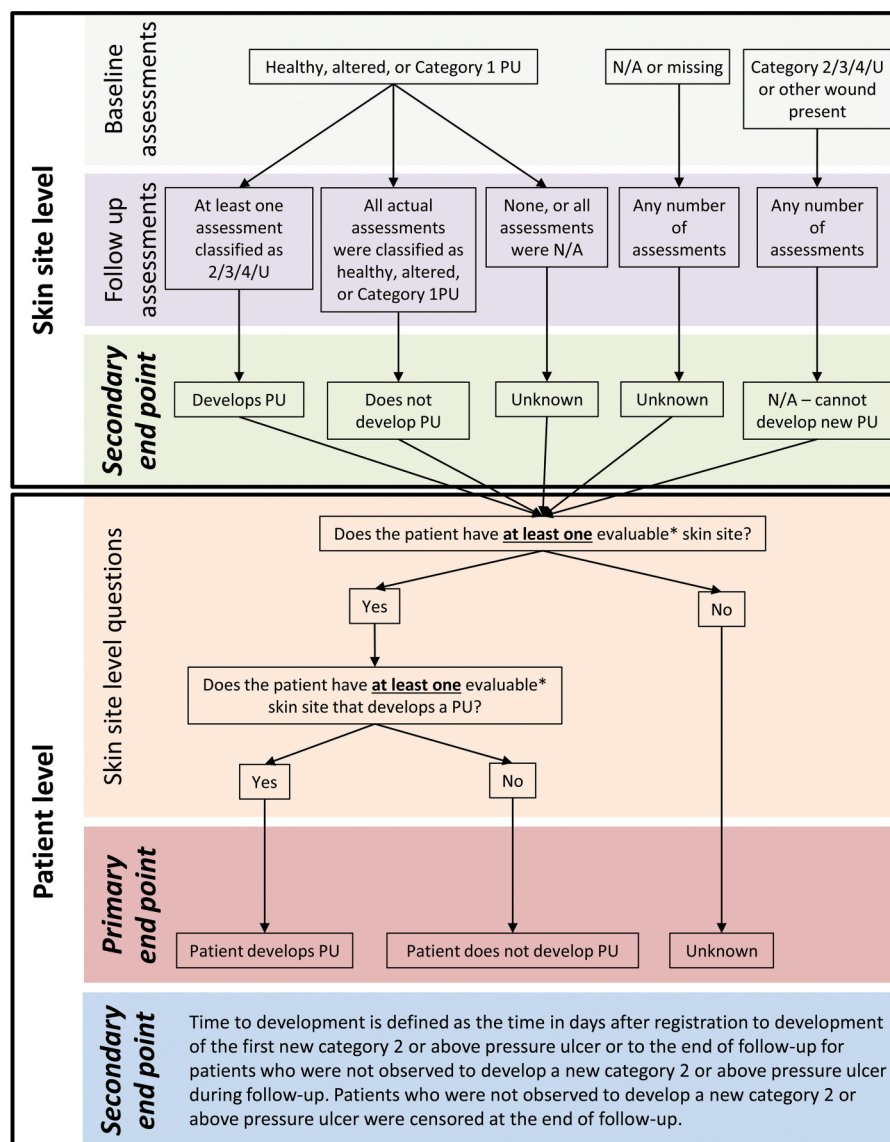 Skin site level
Baseline
assessments
Healthy, altered, or Category 1 PU
N/A or missing
Category 2/3/4/U
or other wound
present
Follow up
assessments
At least one
assessment
classified as
2/3/4/U
All actual
assessments
were classified as
healthy, altered,
or Category 1PU
None, or all
assessments
were N/A
Any number
of
assessments
Any number
of
assessments
Secondary
end point
Develops PU
Does not
develop PU
Unknown
Unknown
N/A – cannot
develop new PU
Patient level
Skin site level questions
Does the patient have at least one evaluable* skin site?
Yes
No
Does the patient have at least one evaluable*
skin site that develops a PU?
Yes
No
Primary
end point
Patient develops PU
Patient does not develop PU
Unknown
Secondary
end point
Time to development is defined as the time in days after registration to development
of the first new category 2 or above pressure ulcer or to the end of follow-up for
patients who were not observed to develop a new category 2 or above pressure ulcer
during follow-up. Patients who were not observed to develop a new category 2 or
above pressure ulcer were censored at the end of follow-up.